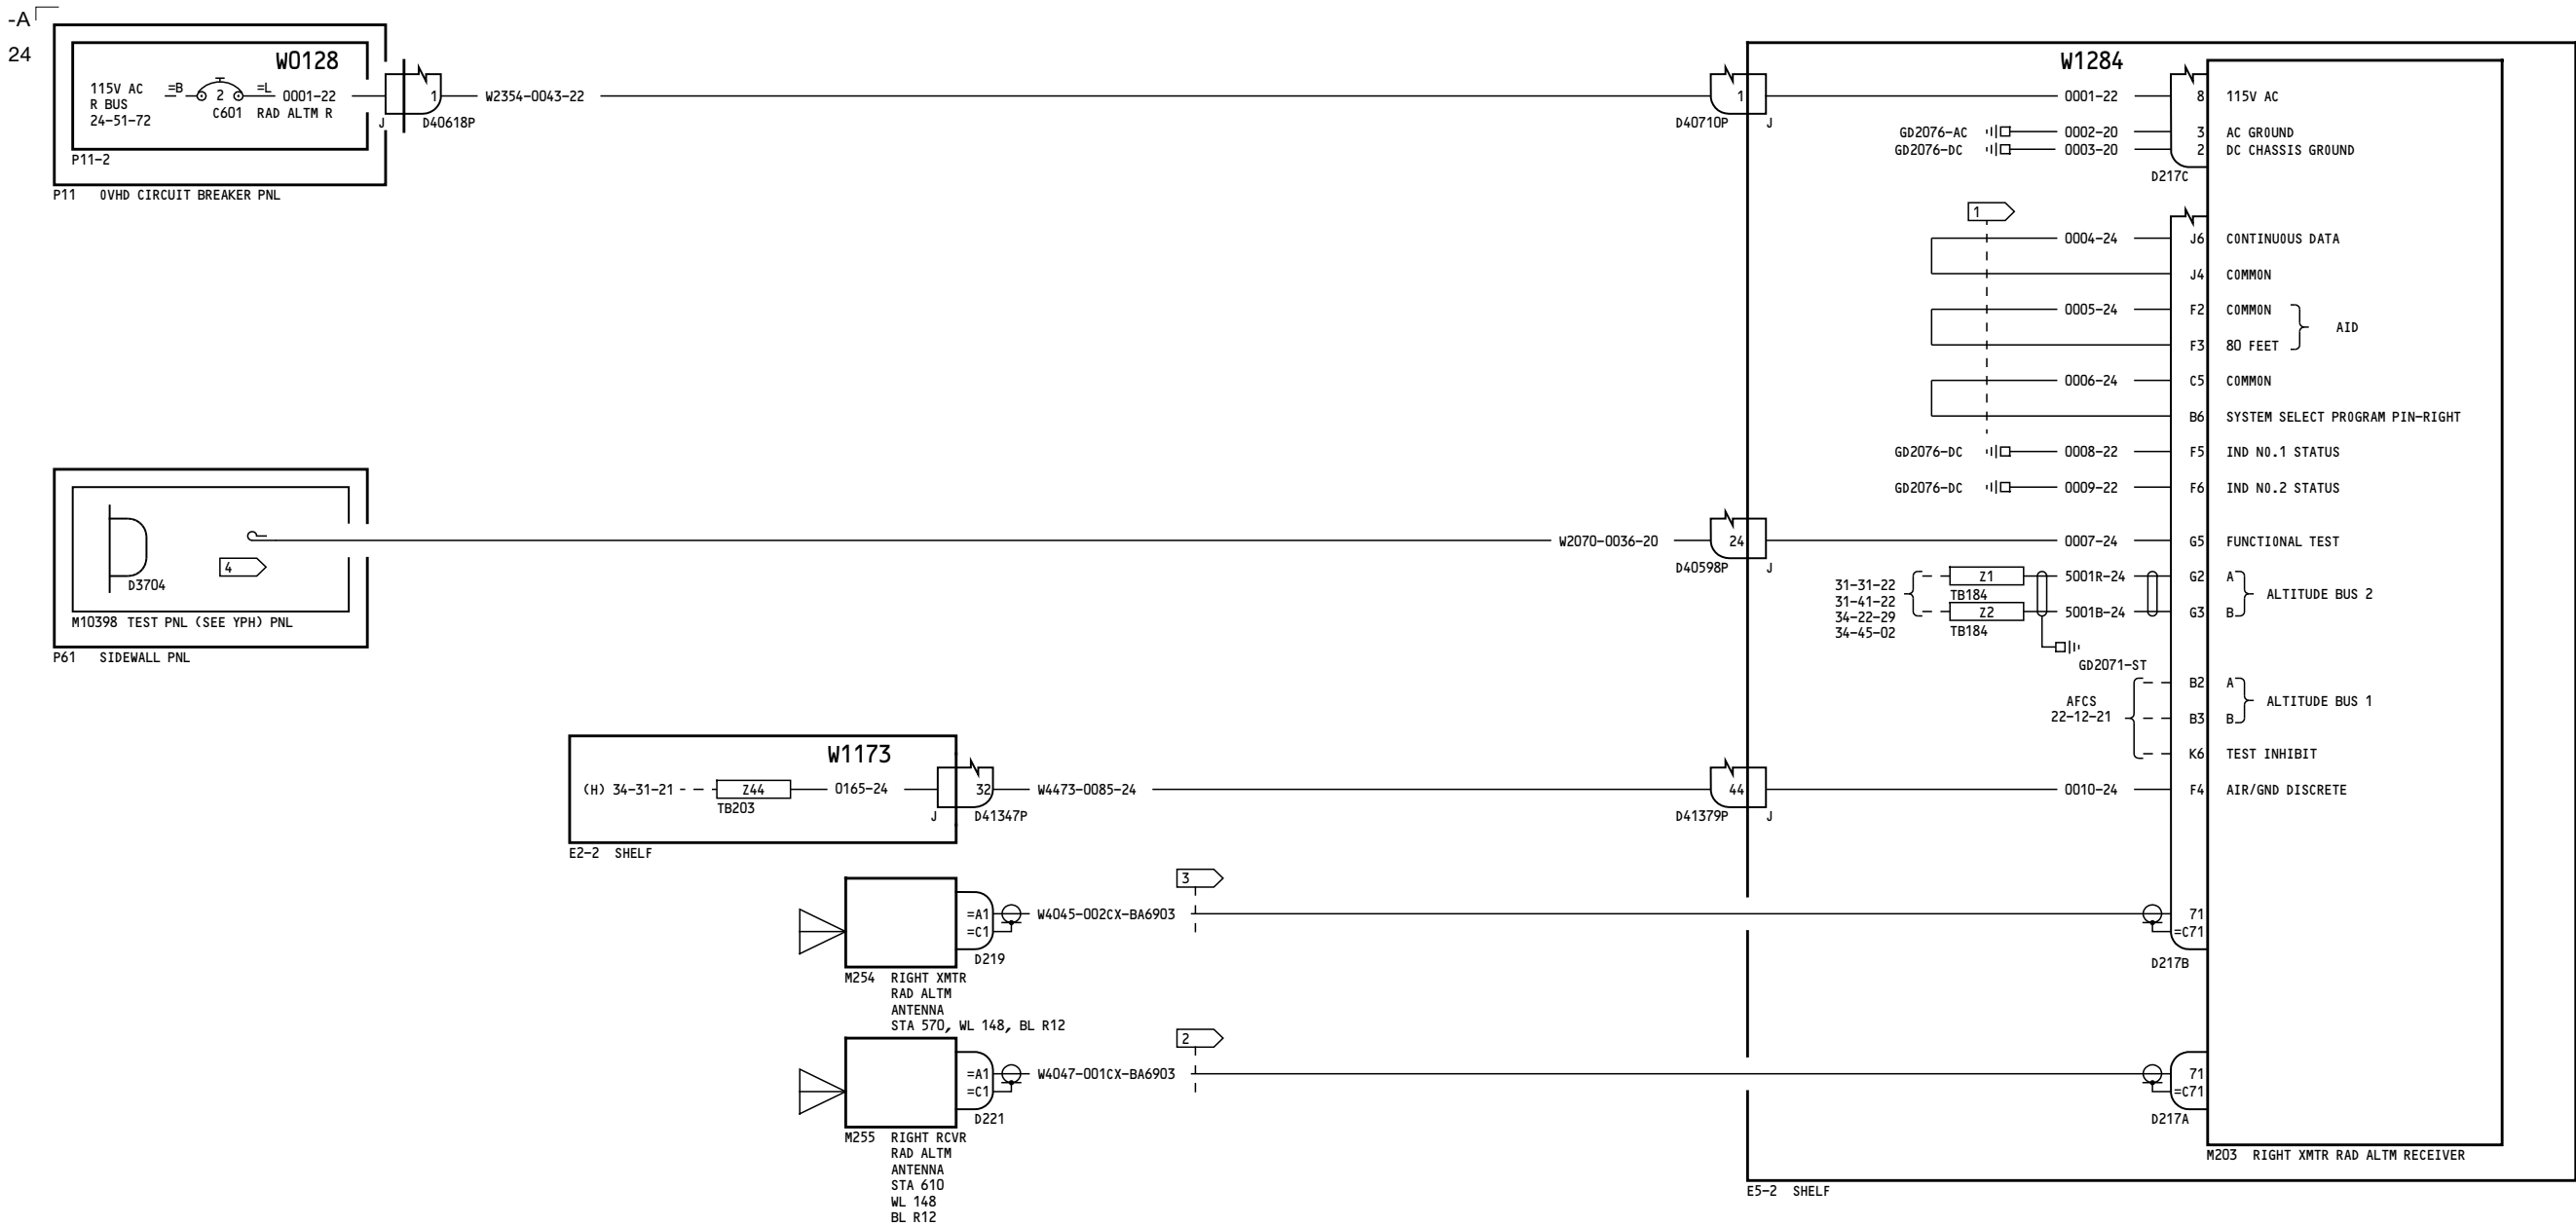 -A
24
W0128
115V AC
R BUS
24-51-72
=B
2
=L
0001-22
C601
RAD ALTM R
P11-2
P11 OVHD CIRCUIT BREAKER PNL
J
1
D40618P
W2354-0043-22
1
D40710P
J
W1284
0001-22
8
115V AC
GD2076-AC
0002-20
3
AC GROUND
GD2076-DC
0003-20
2
DC CHASSIS GROUND
D217C
1
0004-24
J6
CONTINUOUS DATA
J4
COMMON
0005-24
F2
COMMON
AID
F3
80 FEET
0006-24
C5
COMMON
B6
SYSTEM SELECT PROGRAM PIN-RIGHT
GD2076-DC
0008-22
F5
IND NO.1 STATUS
GD2076-DC
0009-22
F6
IND NO.2 STATUS
D3704
4
M10398 TEST PNL (SEE YPH) PNL
P61 SIDEWALL PNL
W2070-0036-20
24
D40598P
J
0007-24
G5
FUNCTIONAL TEST
31-31-22
31-41-22
34-22-29
34-45-02
Z1
TB184
5001R-24
G2
A
ALTITUDE BUS 2
Z2
TB184
5001B-24
G3
B
GD2071-ST
AFCS
22-12-21
B2
A
ALTITUDE BUS 1
B3
B
K6
TEST INHIBIT
W1173
(H) 34-31-21
Z44
TB203
0165-24
J
32
D41347P
W4473-0085-24
44
D41379P
J
0010-24
F4
AIR/GND DISCRETE
E2-2 SHELF
=A1
=C1
D219
W4045-002CX-BA6903
3
71
=C71
D217B
M254 RIGHT XMTR
RAD ALTM
ANTENNA
STA 570, WL 148, BL R12
=A1
=C1
D221
W4047-001CX-BA6903
2
71
=C71
D217A
M255 RIGHT RCVR
RAD ALTM
ANTENNA
STA 610
WL 148
BL R12
M203 RIGHT XMTR RAD ALTM RECEIVER
E5-2 SHELF